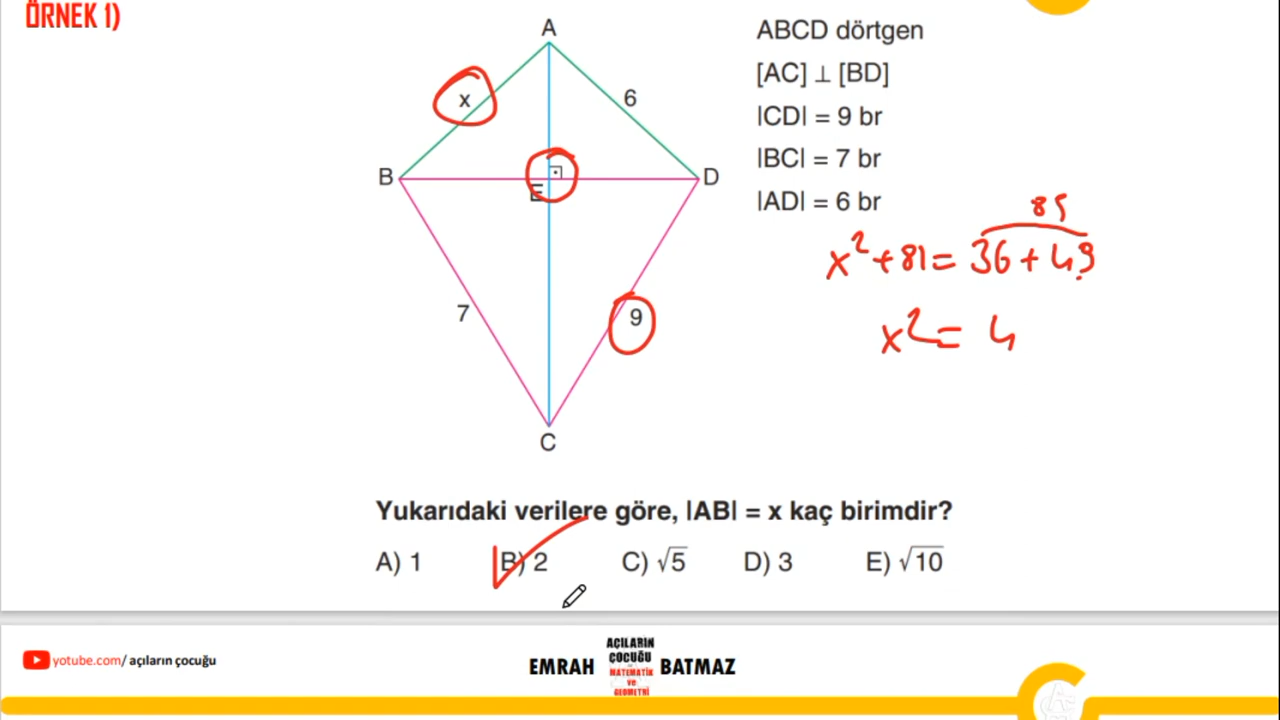 ÖRNEK 1)
A
ABCD dörtgen
x
6
[AC] ⊥ [BD]
|CD| = 9 br
|BC| = 7 br
|AD| = 6 br
B
E
D
85
x² + 81 = 36 + 49
7
9
x² = 4
C
Yukarıdaki verilere göre, |AB| = x kaç birimdir?
A) 1 B) 2 C) √5 D) 3 E) √10
yotube.com/ açıların çocuğu
EMRAH
AÇILARIN
ÇOCUĞU
MATEMATİK
ve
GEOMETRİ
BATMAZ